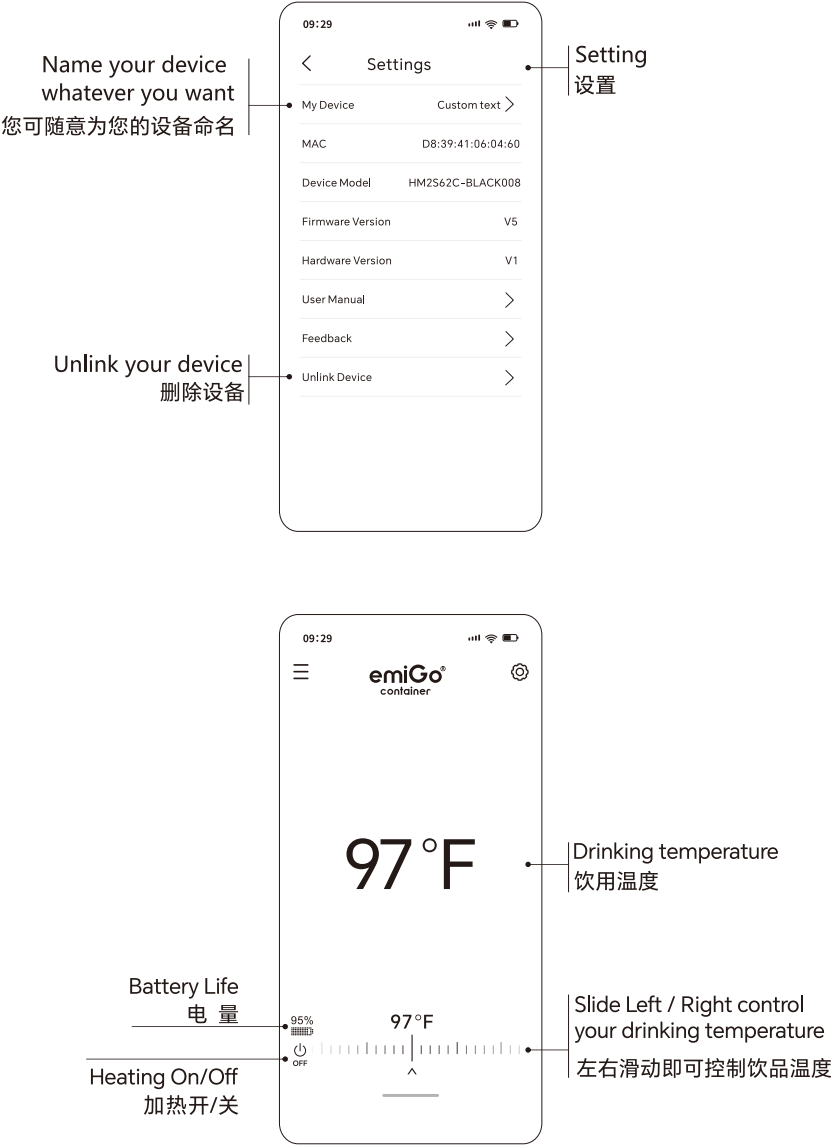 09:29
Settings
Setting
设置
Name your device
whatever you want
您可随意为您的设备命名
My Device Custom text
MAC D8:39:41:06:04:60
Device Model HM2S62C-BLACK008
Firmware Version V5
Hardware Version V1
User Manual
Feedback
Unlink Device
Unlink your device
删除设备
09:29
emiGo®
container
97°F
Drinking temperature
饮用温度
Battery Life
电 量
95%
97°F
Slide Left / Right control
your drinking temperature
左右滑动即可控制饮品温度
OFF
Heating On/Off
加热开/关